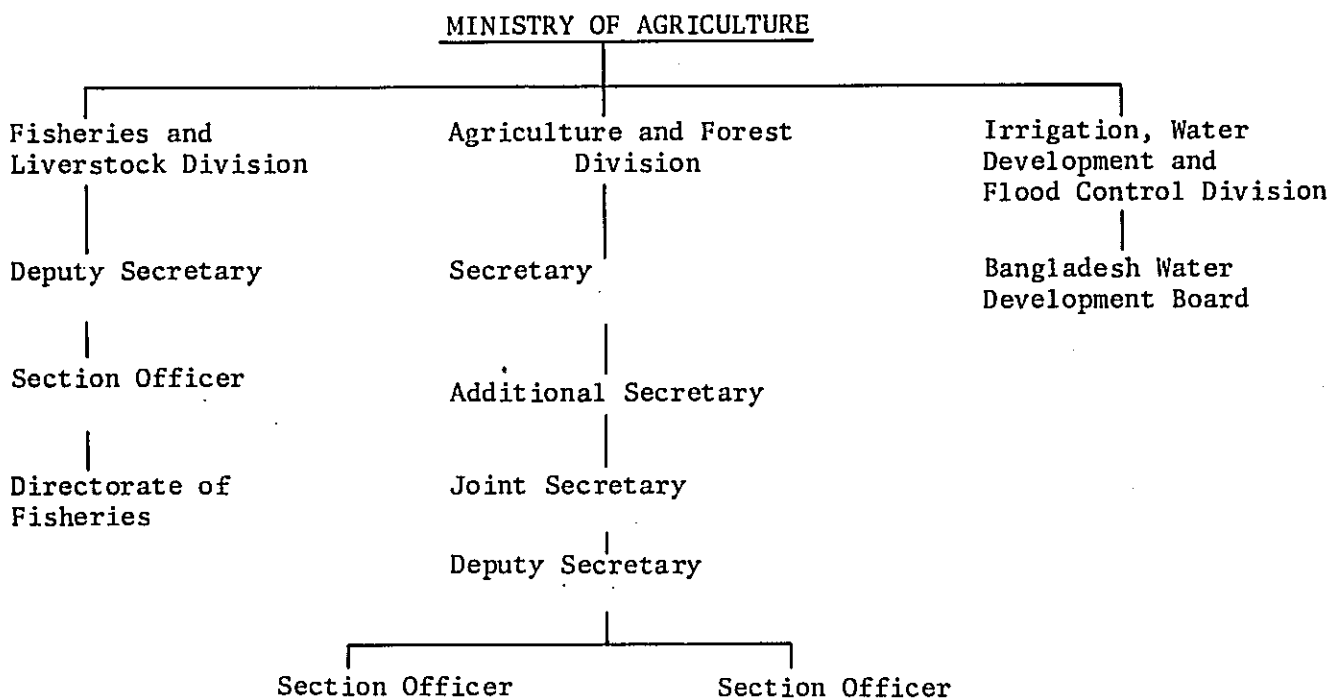 MINISTRY OF AGRICULTURE
Fisheries and
Liverstock Division
Agriculture and Forest
Division
Irrigation, Water
Development and
Flood Control Division
Deputy Secretary
Secretary
Bangladesh Water
Development Board
Section Officer
Additional Secretary
Directorate of
Fisheries
Joint Secretary
Deputy Secretary
Section Officer
Section Officer